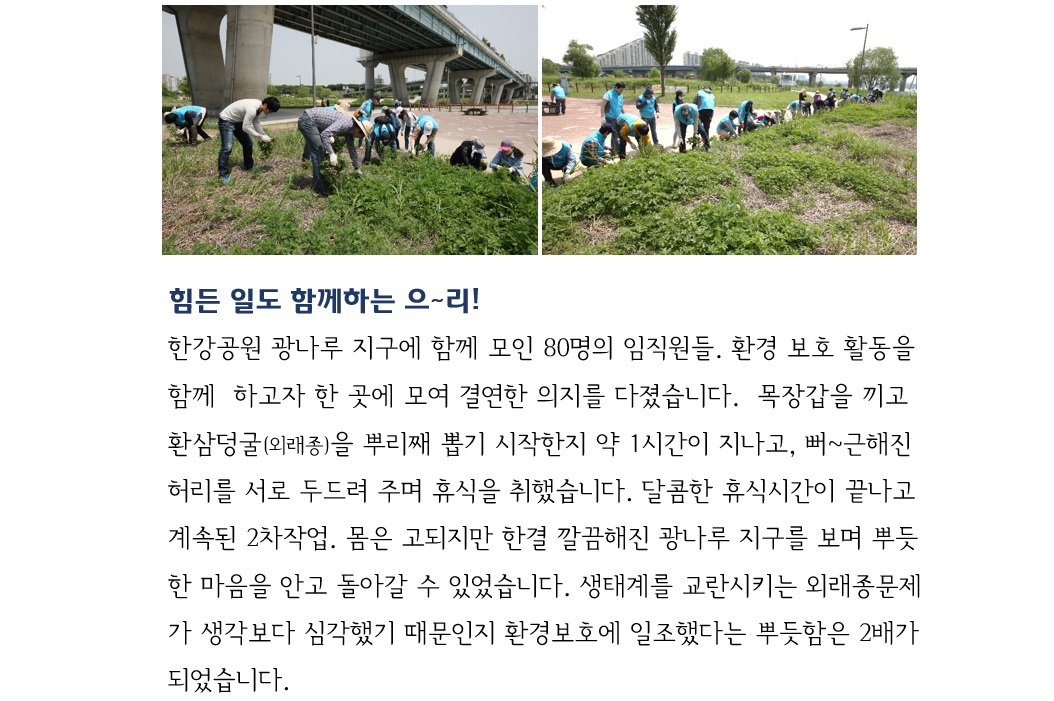 힘든 일도 함께하는 으~리!
한강공원 광나루 지구에 함께 모인 80명의 임직원들. 환경 보호 활동을
함께  하고자 한 곳에 모여 결연한 의지를 다졌습니다.  목장갑을 끼고
환삼덩굴(외래종)을 뿌리째 뽑기 시작한지 약 1시간이 지나고, 뻐~근해진
허리를 서로 두드려 주며 휴식을 취했습니다. 달콤한 휴식시간이 끝나고
계속된 2차작업. 몸은 고되지만 한결 깔끔해진 광나루 지구를 보며 뿌듯
한 마음을 안고 돌아갈 수 있었습니다. 생태계를 교란시키는 외래종문제
가 생각보다 심각했기 때문인지 환경보호에 일조했다는 뿌듯함은 2배가
되었습니다.